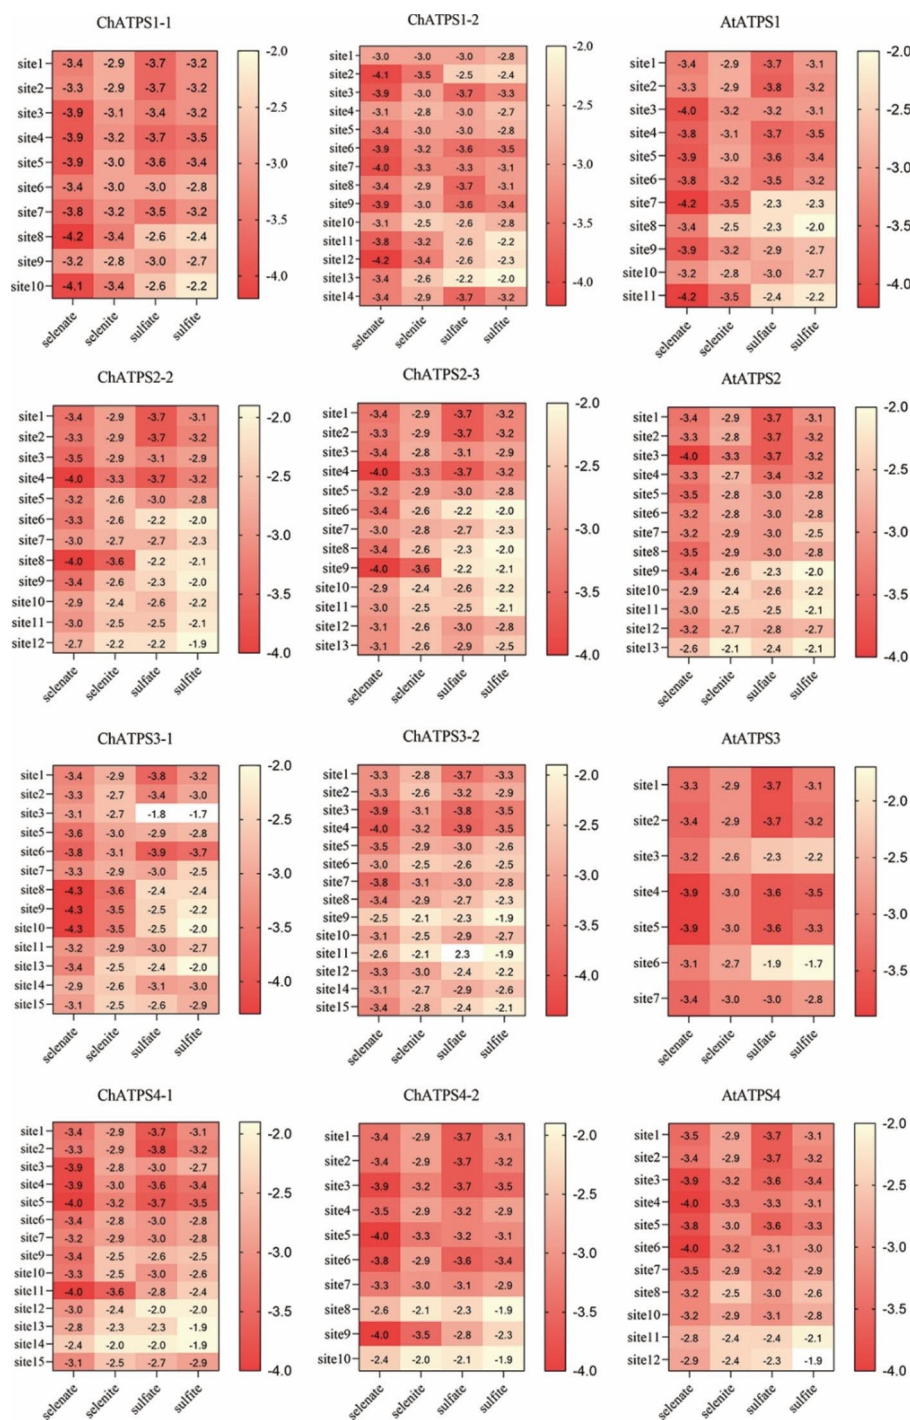 ChATPS1-1
site1 -3.4 -2.9 -3.7 -3.2
site2 -3.3 -2.9 -3.7 -3.2
site3 -3.9 -3.1 -3.4 -3.2
site4 -3.9 -3.2 -3.7 -3.5
site5 -3.9 -3.0 -3.6 -3.4
site6 -3.4 -3.0 -3.0 -2.8
site7 -3.8 -3.2 -3.5 -3.2
site8 -4.2 -3.4 -2.6 -2.4
site9 -3.2 -2.8 -3.0 -2.7
site10 -4.1 -3.4 -2.6 -2.2
selenate selenite sulfate sulfite
-2.0
-2.5
-3.0
-3.5
-4.0
ChATPS1-2
site1 -3.0 -3.0 -3.0 -2.8
site2 -4.1 -3.5 -2.5 -2.4
site3 -3.9 -3.0 -3.7 -3.3
site4 -3.1 -2.8 -3.0 -2.7
site5 -3.4 -3.0 -3.0 -2.8
site6 -3.9 -3.2 -3.6 -3.5
site7 -4.0 -3.3 -3.3 -3.1
site8 -3.4 -2.9 -3.7 -3.1
site9 -3.9 -3.0 -3.6 -3.4
site10 -3.1 -2.5 -2.6 -2.8
site11 -3.8 -3.2 -2.6 -2.2
site12 -4.2 -3.4 -2.6 -2.3
site13 -3.4 -2.6 -2.2 -2.0
site14 -3.4 -2.9 -3.7 -3.2
selenate selenite sulfate sulfite
-2.0
-2.5
-3.0
-3.5
-4.0
AtATPS1
site1 -3.4 -2.9 -3.7 -3.1
site2 -3.3 -2.9 -3.8 -3.2
site3 -4.0 -3.2 -3.2 -3.1
site4 -3.8 -3.1 -3.7 -3.5
site5 -3.9 -3.0 -3.6 -3.4
site6 -3.8 -3.2 -3.5 -3.2
site7 -4.2 -3.5 -2.3 -2.3
site8 -3.4 -2.5 -2.3 -2.0
site9 -3.9 -3.2 -2.9 -2.7
site10 -3.2 -2.8 -3.0 -2.7
site11 -4.2 -3.5 -2.4 -2.2
selenate selenite sulfate sulfite
-2.0
-2.5
-3.0
-3.5
-4.0
ChATPS2-2
site1 -3.4 -2.9 -3.7 -3.1
site2 -3.3 -2.9 -3.7 -3.2
site3 -3.5 -2.9 -3.1 -2.9
site4 -4.0 -3.3 -3.7 -3.2
site5 -3.2 -2.6 -3.0 -2.8
site6 -3.3 -2.6 -2.2 -2.0
site7 -3.0 -2.7 -2.7 -2.3
site8 -4.0 -3.6 -2.2 -2.1
site9 -3.4 -2.6 -2.3 -2.0
site10 -2.9 -2.4 -2.6 -2.2
site11 -3.0 -2.5 -2.5 -2.1
site12 -2.7 -2.2 -2.2 -1.9
selenate selenite sulfate sulfite
-2.0
-2.5
-3.0
-3.5
-4.0
ChATPS2-3
site1 -3.4 -2.9 -3.7 -3.2
site2 -3.3 -2.9 -3.7 -3.2
site3 -3.4 -2.8 -3.1 -2.9
site4 -4.0 -3.3 -3.7 -3.2
site5 -3.2 -2.9 -3.0 -2.8
site6 -3.4 -2.6 -2.2 -2.0
site7 -3.0 -2.8 -2.7 -2.3
site8 -3.4 -2.6 -2.3 -2.0
site9 -4.0 -3.6 -2.2 -2.1
site10 -2.9 -2.4 -2.6 -2.2
site11 -3.0 -2.5 -2.5 -2.1
site12 -3.1 -2.6 -3.0 -2.8
site13 -3.1 -2.6 -2.9 -2.5
selenate selenite sulfate sulfite
-2.0
-2.5
-3.0
-3.5
-4.0
AtATPS2
site1 -3.4 -2.9 -3.7 -3.1
site2 -3.3 -2.8 -3.7 -3.2
site3 -4.0 -3.3 -3.7 -3.2
site4 -3.3 -2.7 -3.4 -3.2
site5 -3.5 -2.8 -3.0 -2.8
site6 -3.2 -2.8 -3.0 -2.8
site7 -3.2 -2.9 -3.0 -2.5
site8 -3.5 -2.9 -3.0 -2.8
site9 -3.4 -2.6 -2.3 -2.0
site10 -2.9 -2.4 -2.6 -2.2
site11 -3.0 -2.5 -2.5 -2.1
site12 -3.2 -2.7 -2.8 -2.7
site13 -2.6 -2.1 -2.4 -2.1
selenate selenite sulfate sulfite
-2.0
-2.5
-3.0
-3.5
-4.0
ChATPS3-1
site1 -3.4 -2.9 -3.8 -3.2
site2 -3.3 -2.7 -3.4 -3.0
site3 -3.1 -2.7 -1.8 -1.7
site5 -3.6 -3.0 -2.9 -2.8
site6 -3.8 -3.1 -3.9 -3.7
site7 -3.3 -2.9 -3.0 -2.5
site8 -4.3 -3.6 -2.4 -2.4
site9 -4.3 -3.5 -2.5 -2.2
site10 -4.3 -3.5 -2.5 -2.0
site11 -3.2 -2.9 -3.0 -2.7
site13 -3.4 -2.5 -2.4 -2.0
site14 -2.9 -2.6 -3.1 -3.0
site15 -3.1 -2.5 -2.6 -2.9
selenate selenite sulfate sulfite
-2.0
-2.5
-3.0
-3.5
-4.0
ChATPS3-2
site1 -3.3 -2.8 -3.7 -3.3
site2 -3.3 -2.6 -3.2 -2.9
site3 -3.9 -3.1 -3.8 -3.5
site4 -4.0 -3.2 -3.9 -3.5
site5 -3.5 -2.9 -3.0 -2.6
site6 -3.0 -2.5 -2.6 -2.5
site7 -3.8 -3.1 -3.0 -2.8
site8 -3.4 -2.9 -2.7 -2.3
site9 -2.5 -2.1 -2.3 -1.9
site10 -3.1 -2.5 -2.9 -2.7
site11 -2.6 -2.1 2.3 -1.9
site12 -3.3 -3.0 -2.4 -2.2
site14 -3.1 -2.7 -2.9 -2.6
site15 -3.4 -2.8 -2.4 -2.1
selenate selenite sulfate sulfite
-2.0
-2.5
-3.0
-3.5
-4.0
AtATPS3
site1 -3.3 -2.9 -3.7 -3.1
site2 -3.4 -2.9 -3.7 -3.2
site3 -3.2 -2.6 -2.3 -2.2
site4 -3.9 -3.0 -3.6 -3.5
site5 -3.9 -3.0 -3.6 -3.3
site6 -3.1 -2.7 -1.9 -1.7
site7 -3.4 -3.0 -3.0 -2.8
selenate selenite sulfate sulfite
-2.0
-2.5
-3.0
-3.5
ChATPS4-1
site1 -3.4 -2.9 -3.7 -3.1
site2 -3.3 -2.9 -3.8 -3.2
site3 -3.9 -2.8 -3.0 -2.7
site4 -3.9 -3.0 -3.6 -3.4
site5 -4.0 -3.2 -3.7 -3.5
site6 -3.4 -2.8 -3.0 -2.8
site7 -3.2 -2.9 -3.0 -2.8
site9 -3.4 -2.5 -2.6 -2.5
site10 -3.3 -2.5 -3.0 -2.6
site11 -4.0 -3.6 -2.8 -2.4
site12 -3.0 -2.4 -2.0 -2.0
site13 -2.8 -2.3 -2.3 -1.9
site14 -2.4 -2.0 -2.0 -1.9
site15 -3.1 -2.5 -2.7 -2.9
selenate selenite sulfate sulfite
-2.0
-2.5
-3.0
-3.5
-4.0
ChATPS4-2
site1 -3.4 -2.9 -3.7 -3.1
site2 -3.4 -2.9 -3.7 -3.2
site3 -3.9 -3.2 -3.7 -3.5
site4 -3.5 -2.9 -3.2 -2.9
site5 -4.0 -3.3 -3.2 -3.1
site6 -3.8 -2.9 -3.6 -3.4
site7 -3.3 -3.0 -3.1 -2.9
site8 -2.6 -2.1 -2.3 -1.9
site9 -4.0 -3.5 -2.8 -2.3
site10 -2.4 -2.0 -2.1 -1.9
selenate selenite sulfate sulfite
-2.0
-2.5
-3.0
-3.5
-4.0
AtATPS4
site1 -3.5 -2.9 -3.7 -3.1
site2 -3.4 -2.9 -3.7 -3.2
site3 -3.9 -3.2 -3.6 -3.4
site4 -4.0 -3.3 -3.3 -3.1
site5 -3.8 -3.0 -3.6 -3.3
site6 -4.0 -3.2 -3.1 -3.0
site7 -3.5 -2.9 -3.2 -2.9
site8 -3.2 -2.5 -3.0 -2.6
site10 -3.2 -2.9 -3.1 -2.8
site11 -2.8 -2.4 -2.4 -2.1
site12 -2.9 -2.4 -2.3 -1.9
selenate selenite sulfate sulfite
-2.0
-2.5
-3.0
-3.5
-4.0